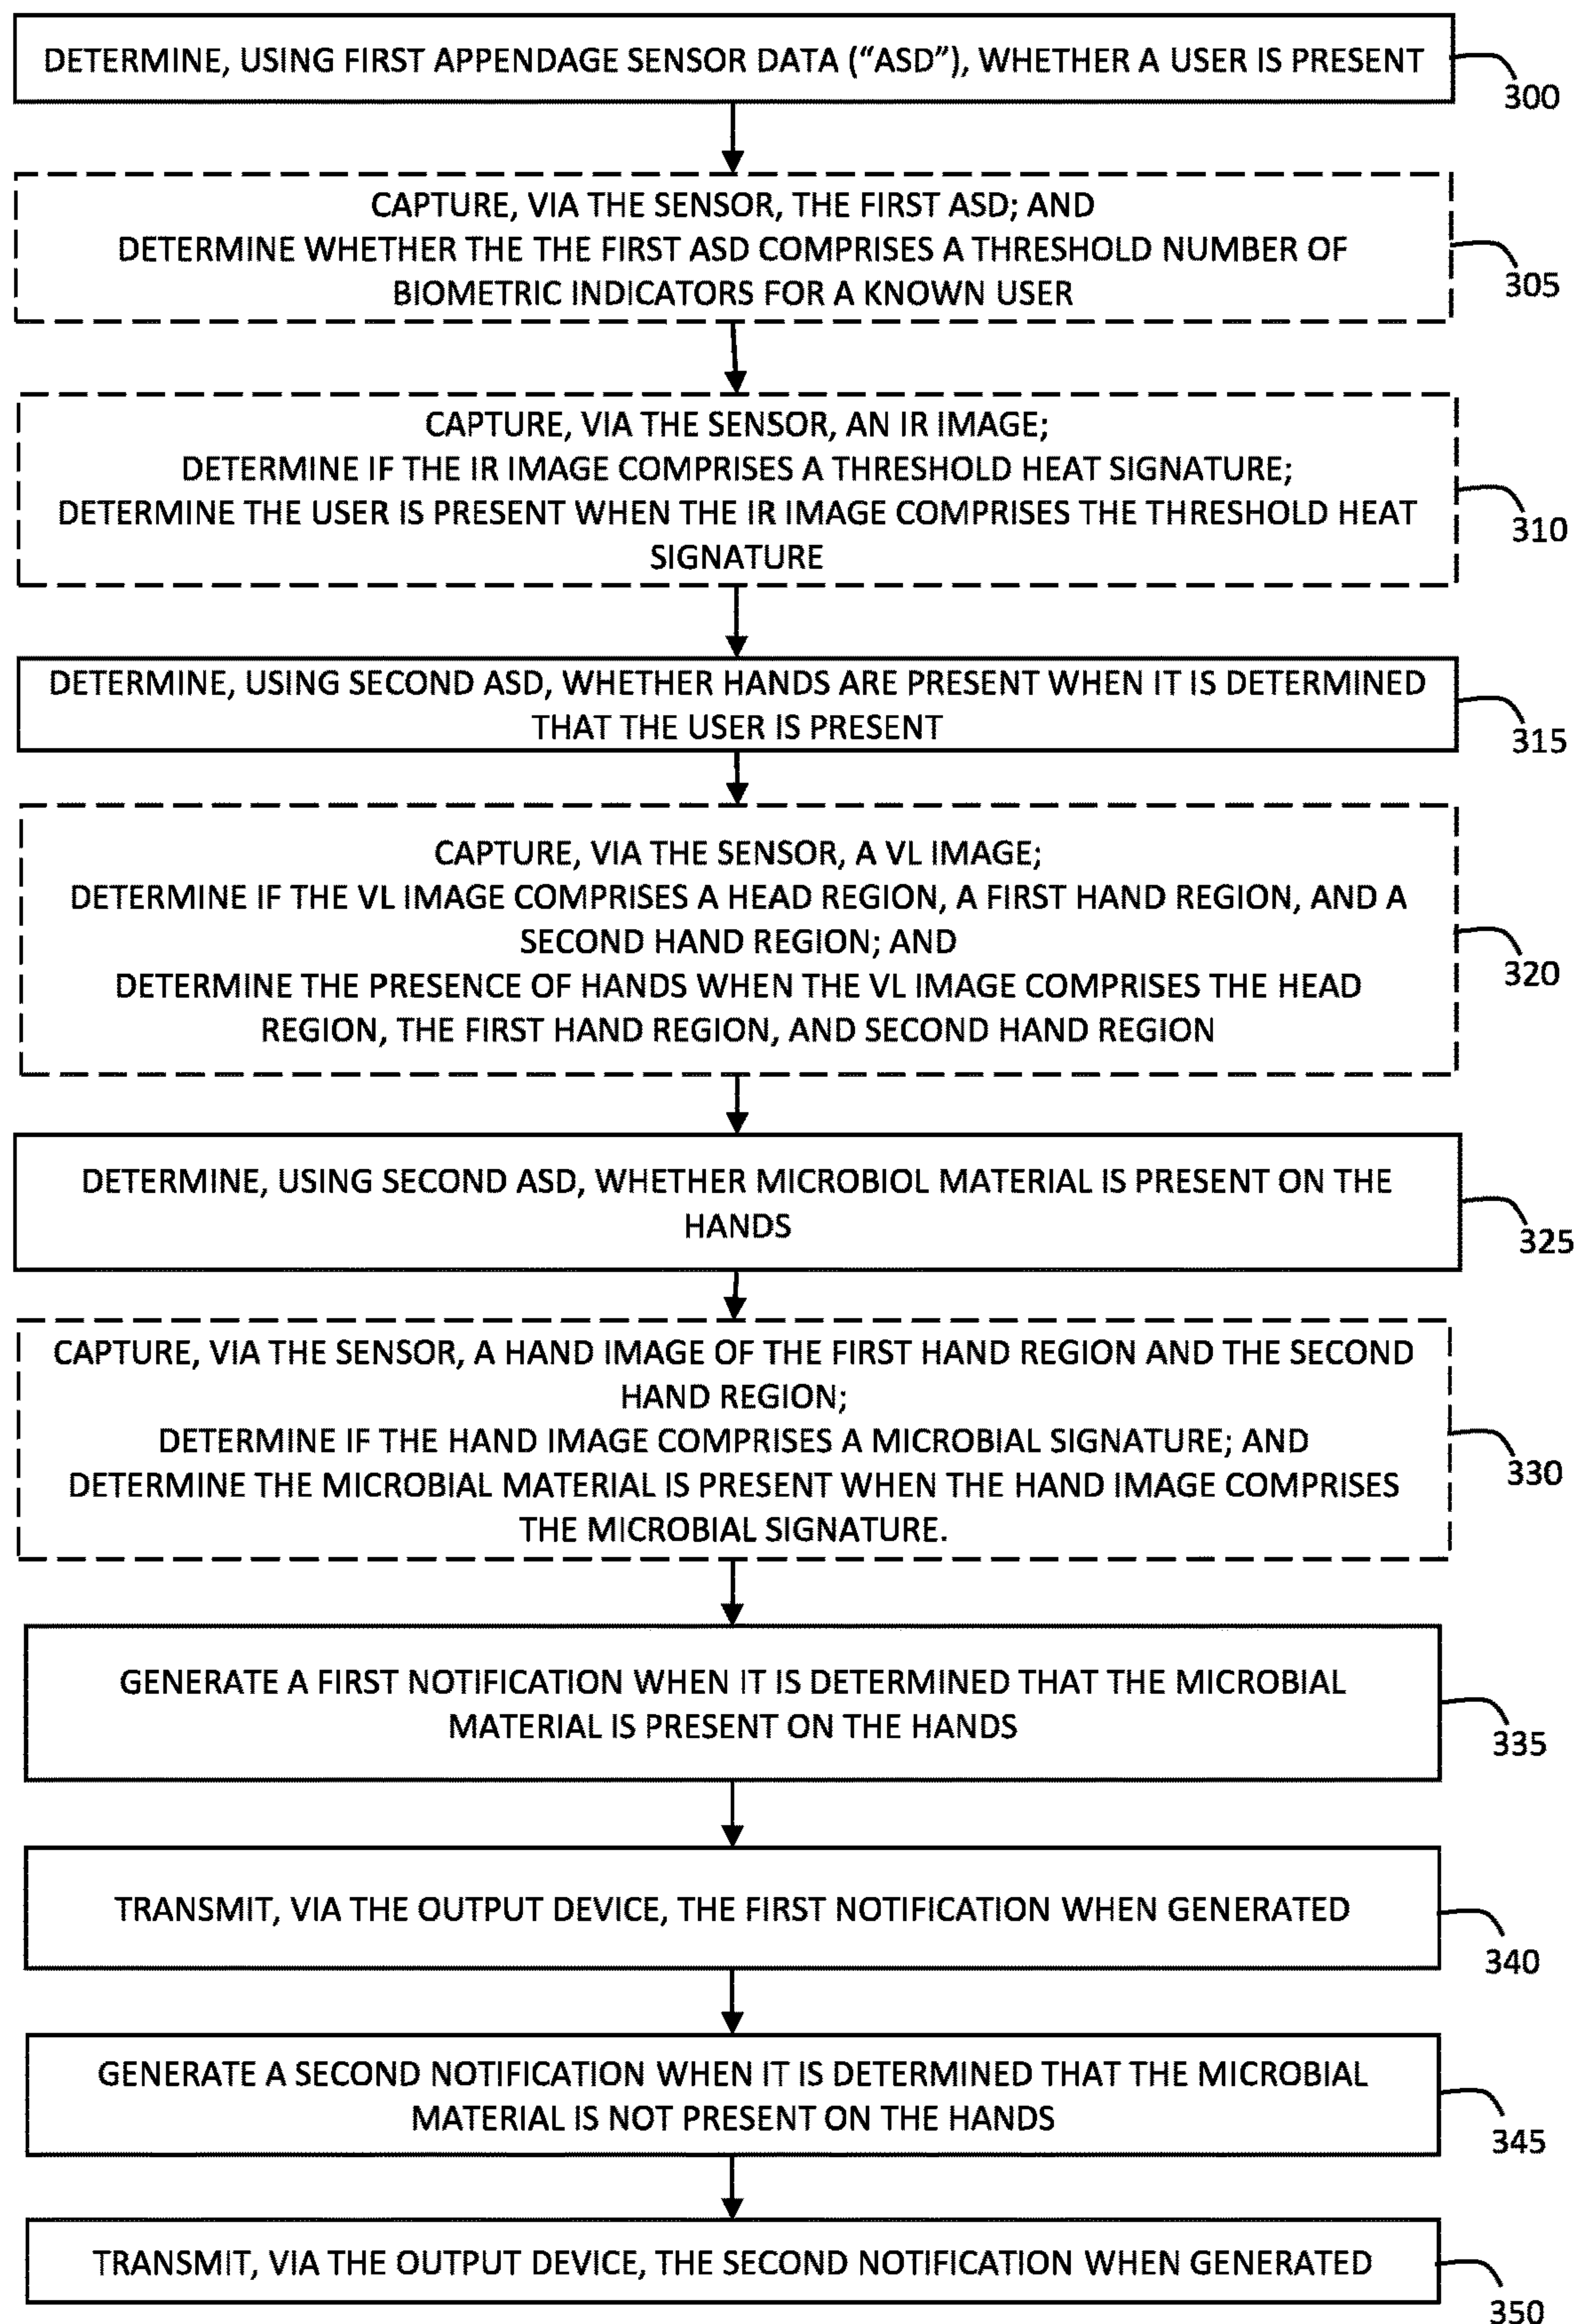 DETERMINE, USING FIRST APPENDAGE SENSOR DATA (“ASD”), WHETHER A USER IS PRESENT
300
CAPTURE, VIA THE SENSOR, THE FIRST ASD; AND
DETERMINE WHETHER THE THE FIRST ASD COMPRISES A THRESHOLD NUMBER OF
BIOMETRIC INDICATORS FOR A KNOWN USER
305
CAPTURE, VIA THE SENSOR, AN IR IMAGE;
DETERMINE IF THE IR IMAGE COMPRISES A THRESHOLD HEAT SIGNATURE;
DETERMINE THE USER IS PRESENT WHEN THE IR IMAGE COMPRISES THE THRESHOLD HEAT
SIGNATURE
310
DETERMINE, USING SECOND ASD, WHETHER HANDS ARE PRESENT WHEN IT IS DETERMINED
THAT THE USER IS PRESENT
315
CAPTURE, VIA THE SENSOR, A VL IMAGE;
DETERMINE IF THE VL IMAGE COMPRISES A HEAD REGION, A FIRST HAND REGION, AND A
SECOND HAND REGION; AND
DETERMINE THE PRESENCE OF HANDS WHEN THE VL IMAGE COMPRISES THE HEAD
REGION, THE FIRST HAND REGION, AND SECOND HAND REGION
320
DETERMINE, USING SECOND ASD, WHETHER MICROBIOL MATERIAL IS PRESENT ON THE
HANDS
325
CAPTURE, VIA THE SENSOR, A HAND IMAGE OF THE FIRST HAND REGION AND THE SECOND
HAND REGION;
DETERMINE IF THE HAND IMAGE COMPRISES A MICROBIAL SIGNATURE; AND
DETERMINE THE MICROBIAL MATERIAL IS PRESENT WHEN THE HAND IMAGE COMPRISES
THE MICROBIAL SIGNATURE.
330
GENERATE A FIRST NOTIFICATION WHEN IT IS DETERMINED THAT THE MICROBIAL
MATERIAL IS PRESENT ON THE HANDS
335
TRANSMIT, VIA THE OUTPUT DEVICE, THE FIRST NOTIFICATION WHEN GENERATED
340
GENERATE A SECOND NOTIFICATION WHEN IT IS DETERMINED THAT THE MICROBIAL
MATERIAL IS NOT PRESENT ON THE HANDS
345
TRANSMIT, VIA THE OUTPUT DEVICE, THE SECOND NOTIFICATION WHEN GENERATED
350